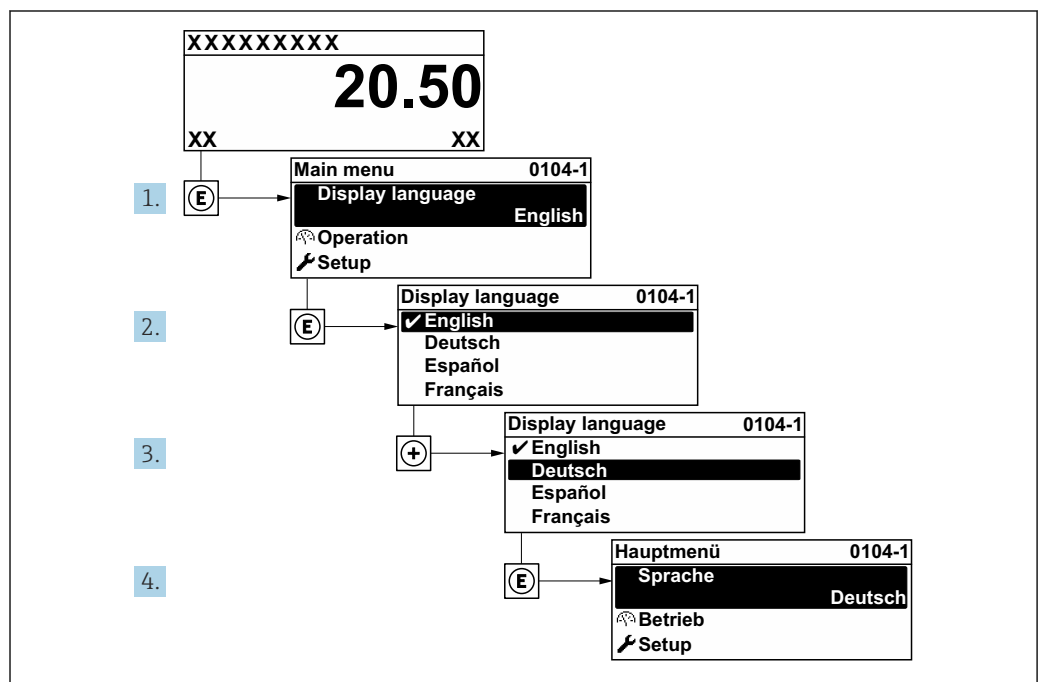 XXXXXXXXX
20.50
XX XX
1. E
Main menu 0104-1
Display language
English
Operation
Setup
2. E
Display language 0104-1
✔English
Deutsch
Español
Français
3. +
Display language 0104-1
✔English
Deutsch
Español
Français
4. E
Hauptmenü 0104-1
Sprache
Deutsch
Betrieb
Setup